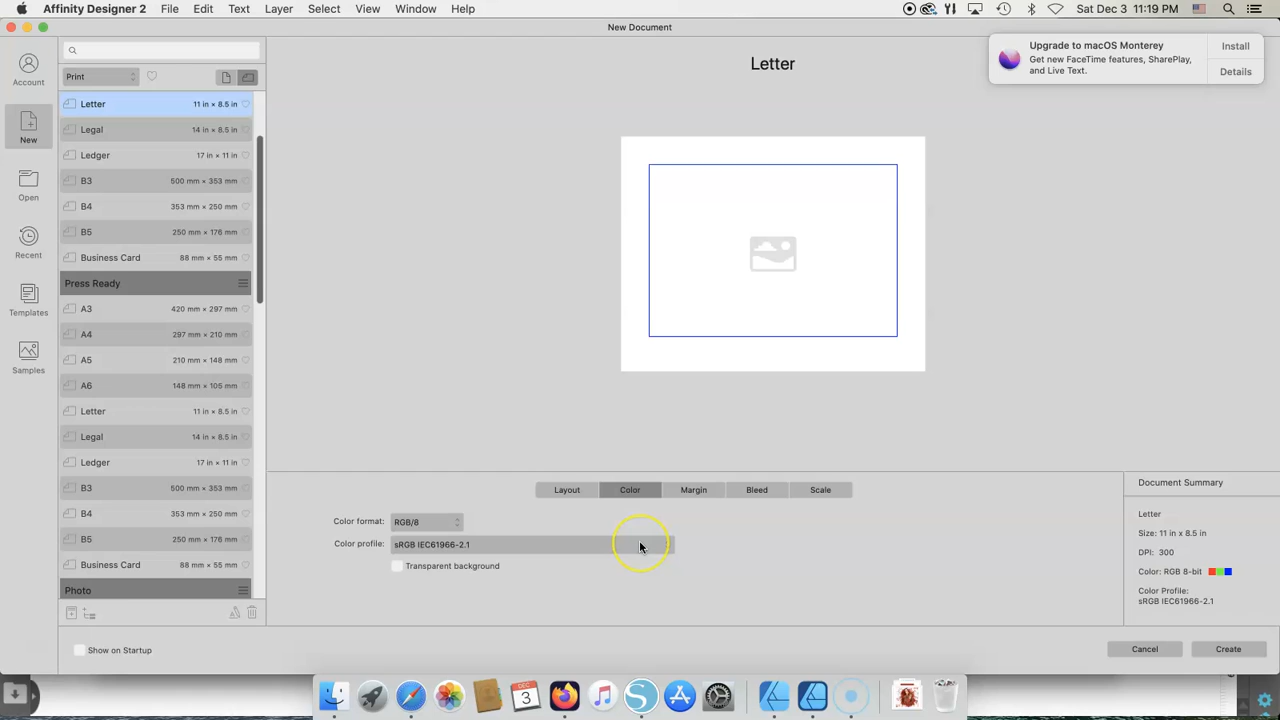 Affinity Designer 2 File Edit Text Layer Select View Window Help Sat Dec 3 11:19 PM
New Document
Upgrade to macOS Monterey
Get new FaceTime features, SharePlay,
and Live Text.
Install
Details
Account
New
Open
Recent
Templates
Samples
Print
Letter 11 in × 8.5 in
Legal 14 in × 8.5 in
Ledger 17 in × 11 in
B3 500 mm × 353 mm
B4 353 mm × 250 mm
B5 250 mm × 176 mm
Business Card 88 mm × 55 mm
Press Ready
A3 420 mm × 297 mm
A4 297 mm × 210 mm
A5 210 mm × 148 mm
A6 148 mm × 105 mm
Letter 11 in × 8.5 in
Legal 14 in × 8.5 in
Ledger 17 in × 11 in
B3 500 mm × 353 mm
B4 353 mm × 250 mm
B5 250 mm × 176 mm
Business Card 88 mm × 55 mm
Photo
Show on Startup
Letter
Layout Color Margin Bleed Scale
Color format: RGB/8
Color profile: sRGB IEC61966-2.1
Transparent background
Document Summary
Letter
Size: 11 in x 8.5 in
DPI: 300
Color: RGB 8-bit
Color Profile:
sRGB IEC61966-2.1
Cancel Create
DEC
3